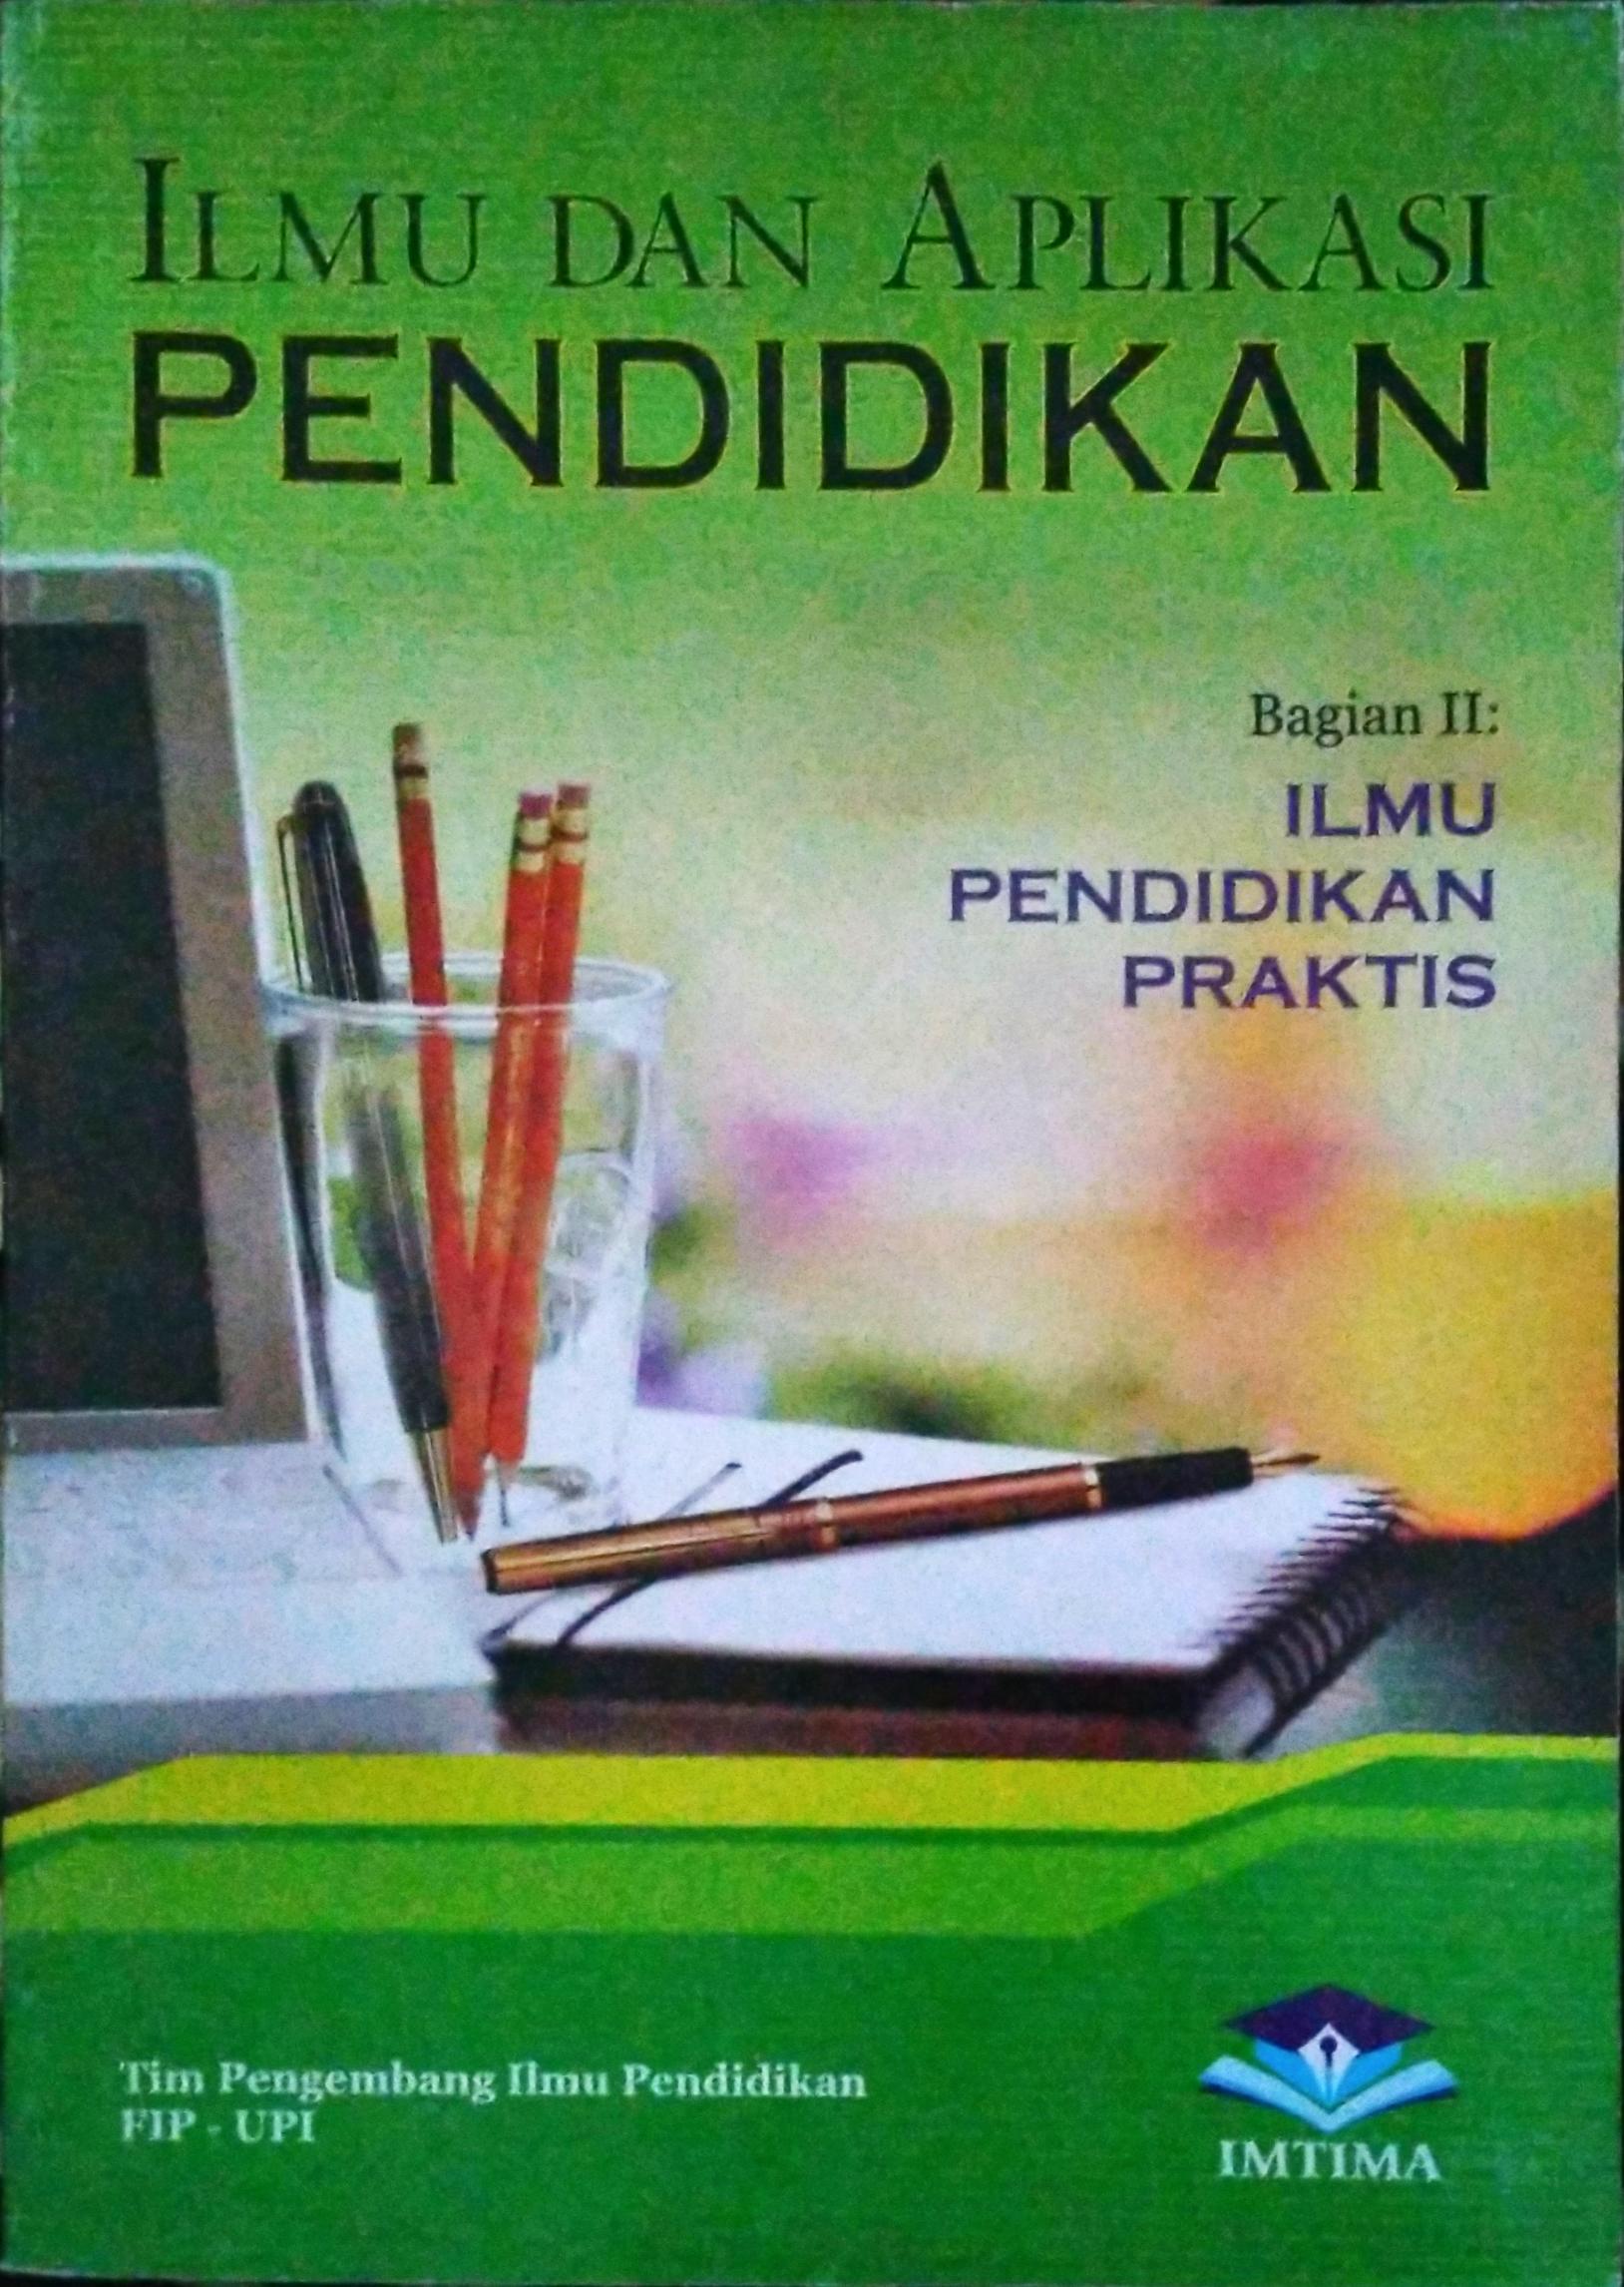 ILMU DAN APLIKASI
PENDIDIKAN
Bagian II:
ILMU
PENDIDIKAN
PRAKTIS
Tim Pengembang Ilmu Pendidikan
FIP - UPI
IMTIMA